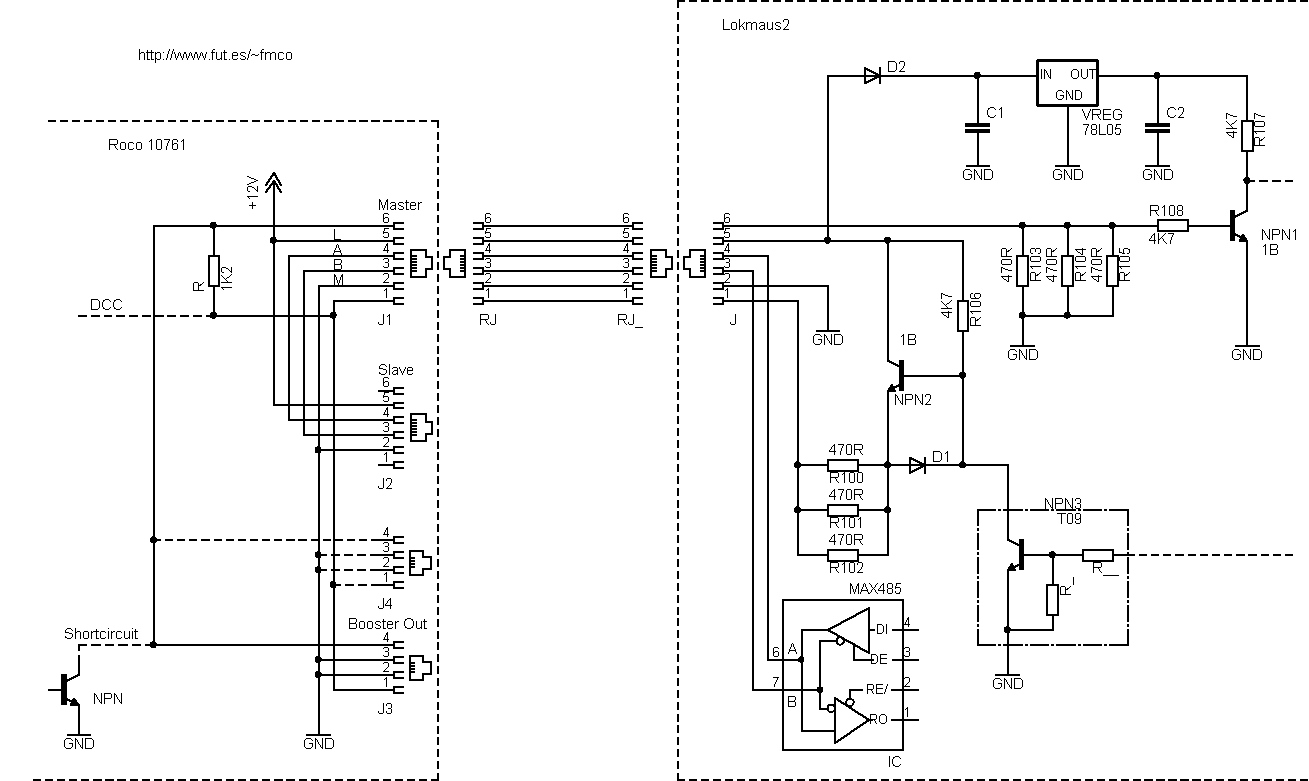 Lokmaus2
http://www.fut.es/~fmco
D2
IN OUT
GND
VREG
78L05
C1
C2
4K7
R107
GND
GND
GND
Roco 10761
+12V
Master
6
5
4
3
2
1
L
A
B
M
J1
R
1K2
DCC
6
5
4
3
2
1
RJ
6
5
4
3
2
1
RJ_
6
5
4
3
2
1
J
GND
R108
4K7
NPN1
1B
470R
R103
470R
R104
470R
R105
GND
GND
4K7
R106
1B
NPN2
Slave
6
5
4
3
2
1
J2
470R
R100
470R
R101
470R
R102
D1
NPN3
T09
R_
R__
GND
4
3
2
1
J4
Booster Out
4
3
2
1
J3
Shortcircuit
NPN
GND
GND
MAX485
6
A
7
B
DI
4
DE
3
RE/
2
RO
1
IC